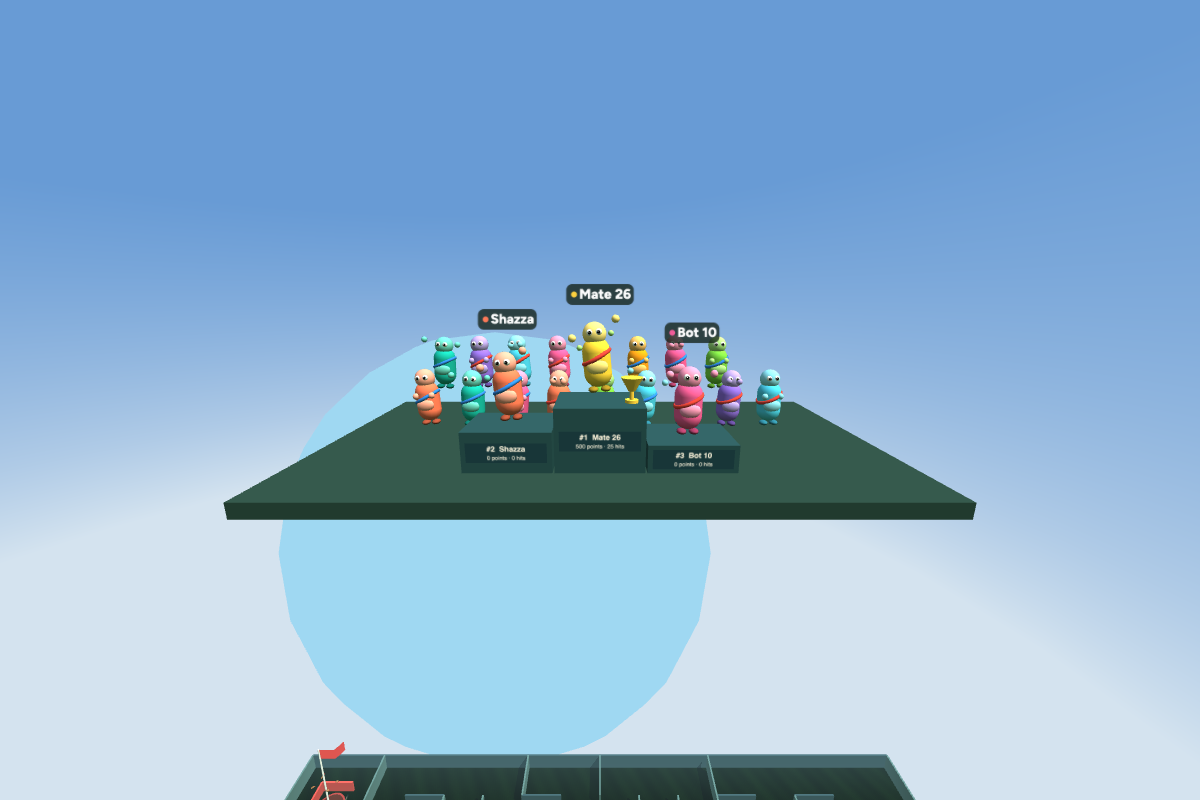 Mate 26
Shazza
Bot 10
#1 Mate 26
500 points · 25 hits
#2 Shazza
0 points · 0 hits
#3 Bot 10
0 points · 0 hits